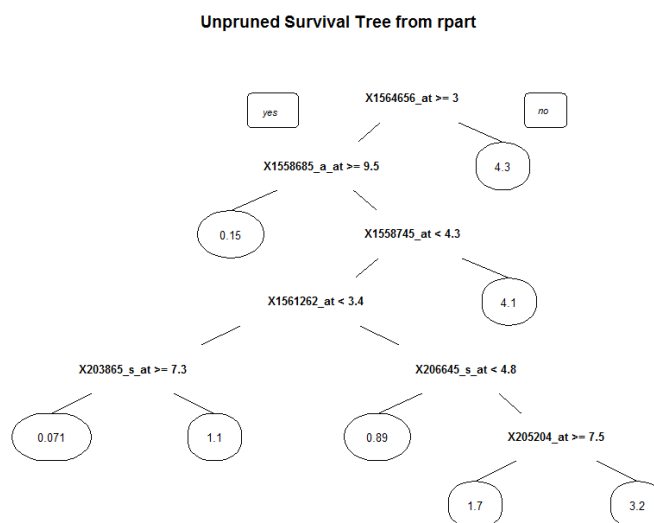 Unpruned Survival Tree from rpart
yes
X1564656_at >= 3
no
X1558685_a_at >= 9.5
4.3
0.15
X1558745_at < 4.3
X1561262_at < 3.4
4.1
X203865_s_at >= 7.3
X206645_s_at < 4.8
0.071
1.1
0.89
X205204_at >= 7.5
1.7
3.2